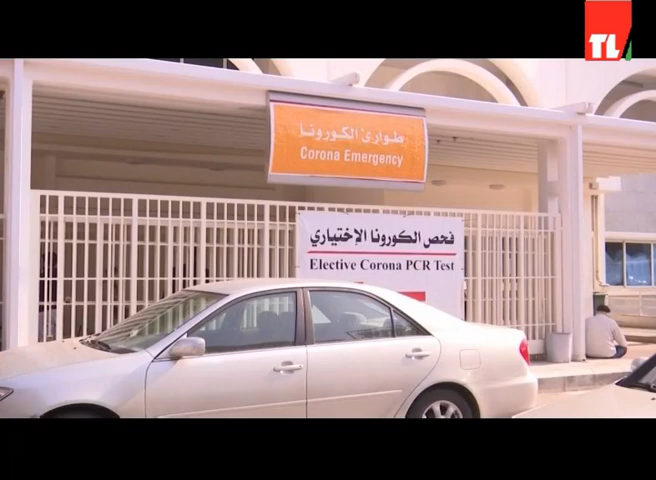 TL
طوارئ الكورونا
Corona Emergency
فحص الكورونا الإختياري
Elective Corona PCR Test